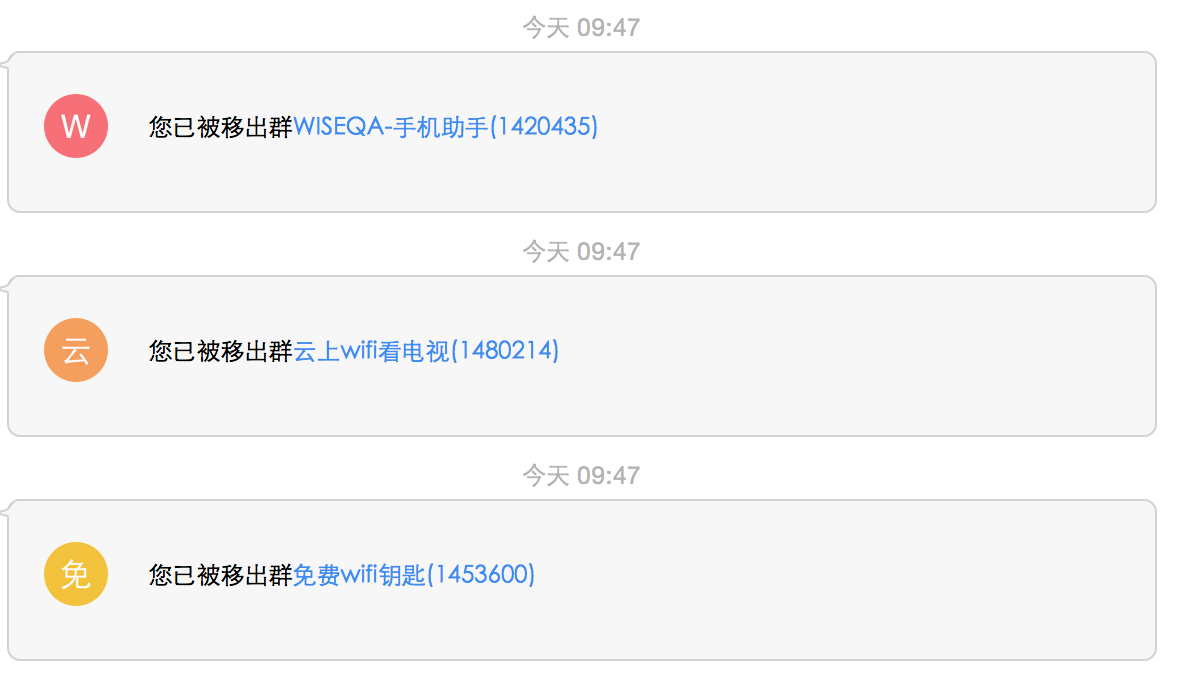 今天 09:47
W
您已被移出群WISEQA-手机助手(1420435)
今天 09:47
云
您已被移出群云上wifi看电视(1480214)
今天 09:47
免
您已被移出群免费wifi钥匙(1453600)